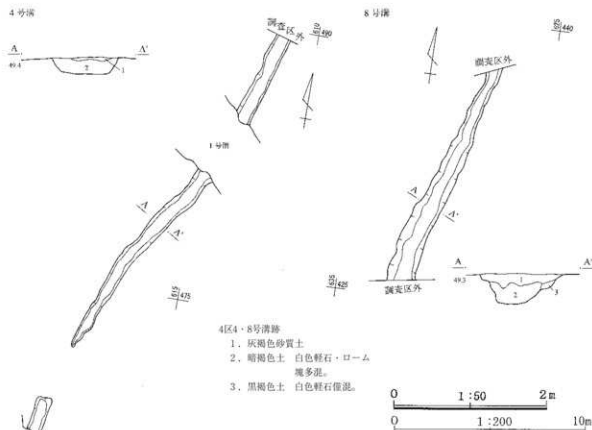 4号溝
A A'
49.4
1
2
調査区外
610
490
1号溝
A
A'
615
475
8号溝
625
440
調査区外
A
A'
625
425
調査区外
A A'
49.3
1
2
3
4区4・8号溝跡
1．灰褐色砂質土
2．暗褐色土 白色軽石・ローム
塊多混。
3．黒褐色土 白色軽石僅混。
0 1:50 2m
0 1:200 10m